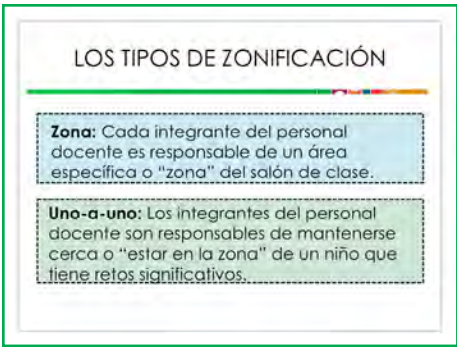 LOS TIPOS DE ZONIFICACIÓN
Zona: Cada integrante del personal
docente es responsable de un área
específica o “zona” del salón de clase.
Uno-a-uno: Los integrantes del personal
docente son responsables de mantenerse
cerca o “estar en la zona” de un niño que
tiene retos significativos.